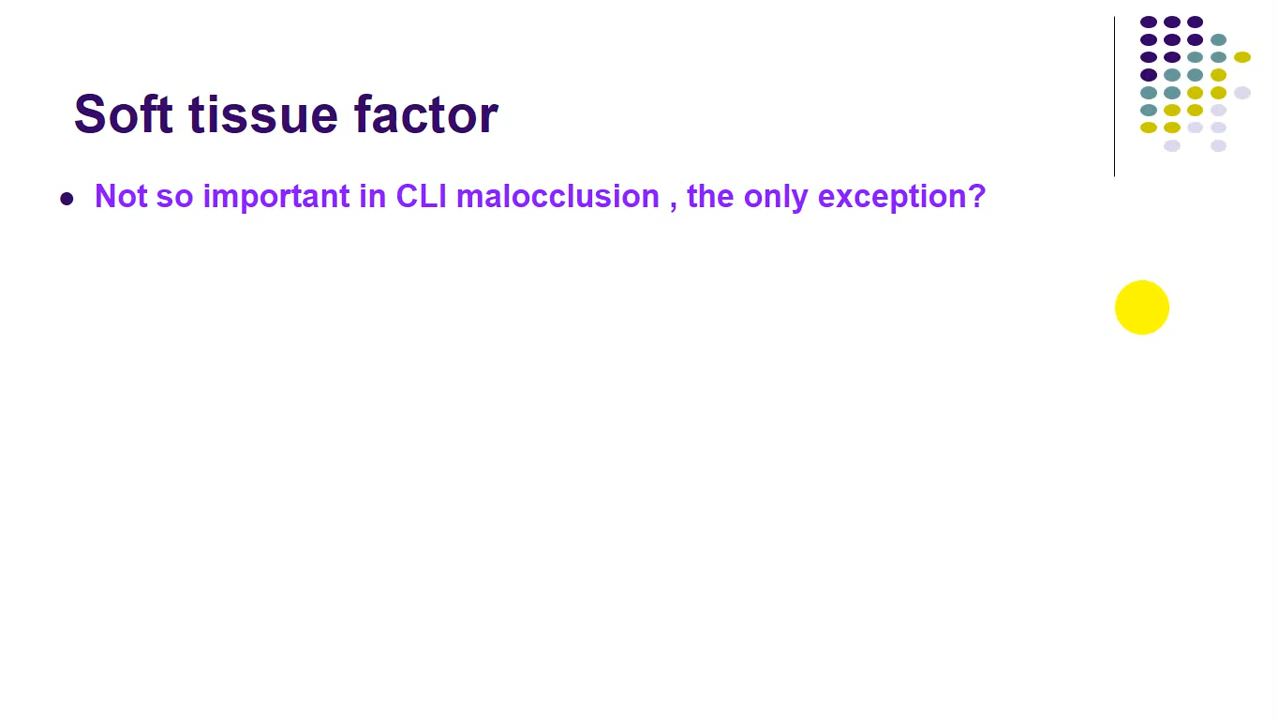 Soft tissue factor
Not so important in CLI malocclusion , the only exception?